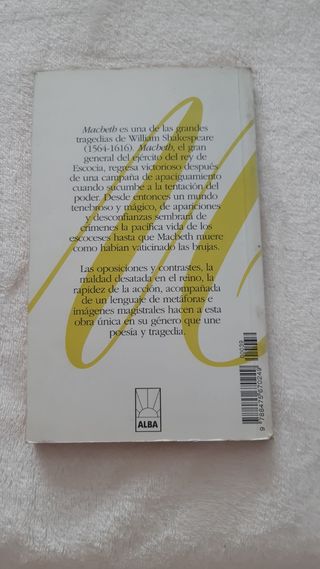 Macbeth es una de las grandes
tragedias de William Shakespeare
(1564-1616). Macbeth, el gran
general del ejército del rey de
Escocia, regresa victorioso después
de una campaña de apaciguamiento
cuando sucumbe a la tentación del
poder. Desde entonces un mundo
tenebroso y mágico, de apariciones
y desconfianzas sembrará de
crímenes la pacífica vida de los
escoceses hasta que Macbeth muere
como habían vaticinado las brujas.
Las oposiciones y contrastes, la
maldad desatada en el reino, la
rapidez de la acción, acompañada
de un lenguaje de metáforas e
imágenes magistrales hacen a esta
obra única en su género que une
poesía y tragedia.
ALBA
9 788475 670249